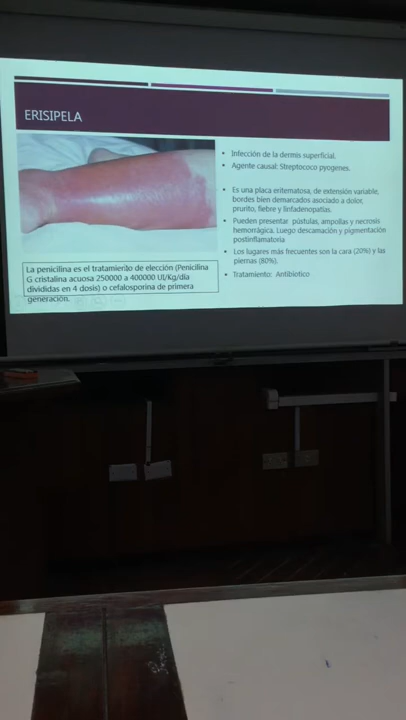 ERISIPELA
Infección de la dermis superficial.
Agente causal: Streptococo pyogenes.
Es una placa eritematosa, de extensión variable,
bordes bien demarcados asociado a dolor,
prurito, fiebre y linfadenopatías.
Pueden presentar pústulas, ampollas y necrosis
hemorrágica. Luego descamación y pigmentación
postinflamatoria
Los lugares más frecuentes son la cara (20%) y las
piernas (80%).
Tratamiento: Antibiotico
La penicilina es el tratamiento de elección (Penicilina
G cristalina acuosa 250000 a 400000 UI/Kg/día
divididas en 4 dosis) o cefalosporina de primera
generación.